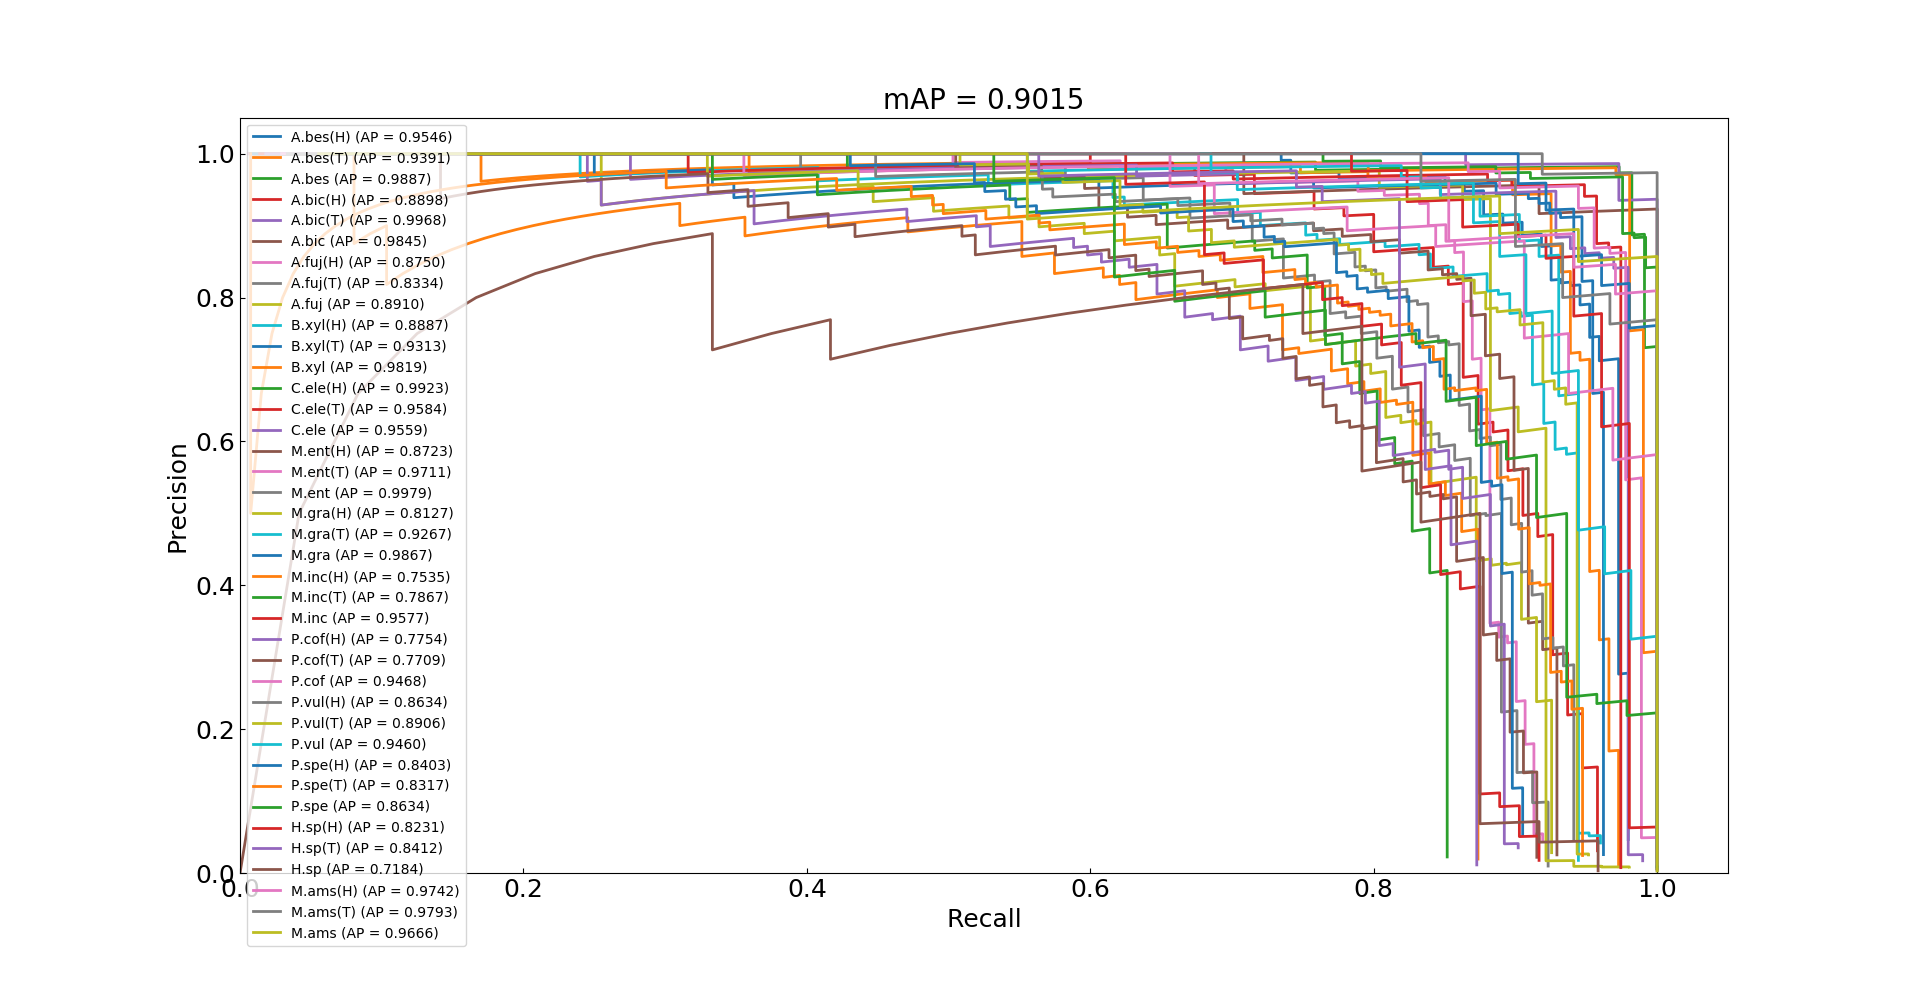 mAP = 0.9015
A.bes(H) (AP = 0.9546)
A.bes(T) (AP = 0.9391)
A.bes (AP = 0.9887)
A.bic(H) (AP = 0.8898)
A.bic(T) (AP = 0.9968)
A.bic (AP = 0.9845)
A.fuj(H) (AP = 0.8750)
A.fuj(T) (AP = 0.8334)
A.fuj (AP = 0.8910)
B.xyl(H) (AP = 0.8887)
B.xyl(T) (AP = 0.9313)
B.xyl (AP = 0.9819)
C.ele(H) (AP = 0.9923)
C.ele(T) (AP = 0.9584)
C.ele (AP = 0.9559)
M.ent(H) (AP = 0.8723)
M.ent(T) (AP = 0.9711)
M.ent (AP = 0.9979)
M.gra(H) (AP = 0.8127)
M.gra(T) (AP = 0.9267)
M.gra (AP = 0.9867)
M.inc(H) (AP = 0.7535)
M.inc(T) (AP = 0.7867)
M.inc (AP = 0.9577)
P.cof(H) (AP = 0.7754)
P.cof(T) (AP = 0.7709)
P.cof (AP = 0.9468)
P.vul(H) (AP = 0.8634)
P.vul(T) (AP = 0.8906)
P.vul (AP = 0.9460)
P.spe(H) (AP = 0.8403)
P.spe(T) (AP = 0.8317)
P.spe (AP = 0.8634)
H.sp(H) (AP = 0.8231)
H.sp(T) (AP = 0.8412)
H.sp (AP = 0.7184)
M.ams(H) (AP = 0.9742)
M.ams(T) (AP = 0.9793)
M.ams (AP = 0.9666)
Precision
1.0
0.8
0.6
0.4
0.2
0.0
0.0 0.2 0.4 0.6 0.8 1.0
Recall